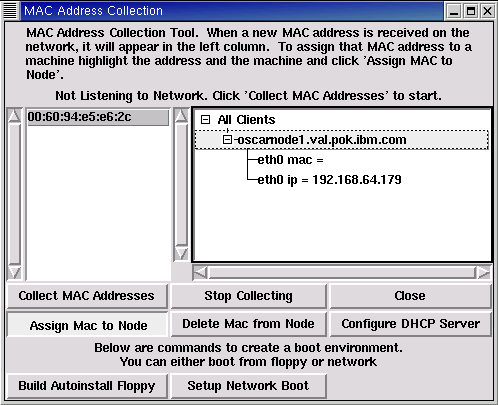 MAC Address Collection
MAC Address Collection Tool. When a new MAC address is received on the
network, it will appear in the left column. To assign that MAC address to a
machine highlight the address and the machine and click 'Assign MAC to
Node'.
Not Listening to Network. Click 'Collect MAC Addresses' to start.
00:60:94:e5:e6:2c
All Clients
oscarnode1.val.pok.ibm.com
eth0 mac =
eth0 ip = 192.168.64.179
Collect MAC Addresses
Stop Collecting
Close
Assign Mac to Node
Delete Mac from Node
Configure DHCP Server
Below are commands to create a boot environment.
You can either boot from floppy or network
Build Autoinstall Floppy
Setup Network Boot